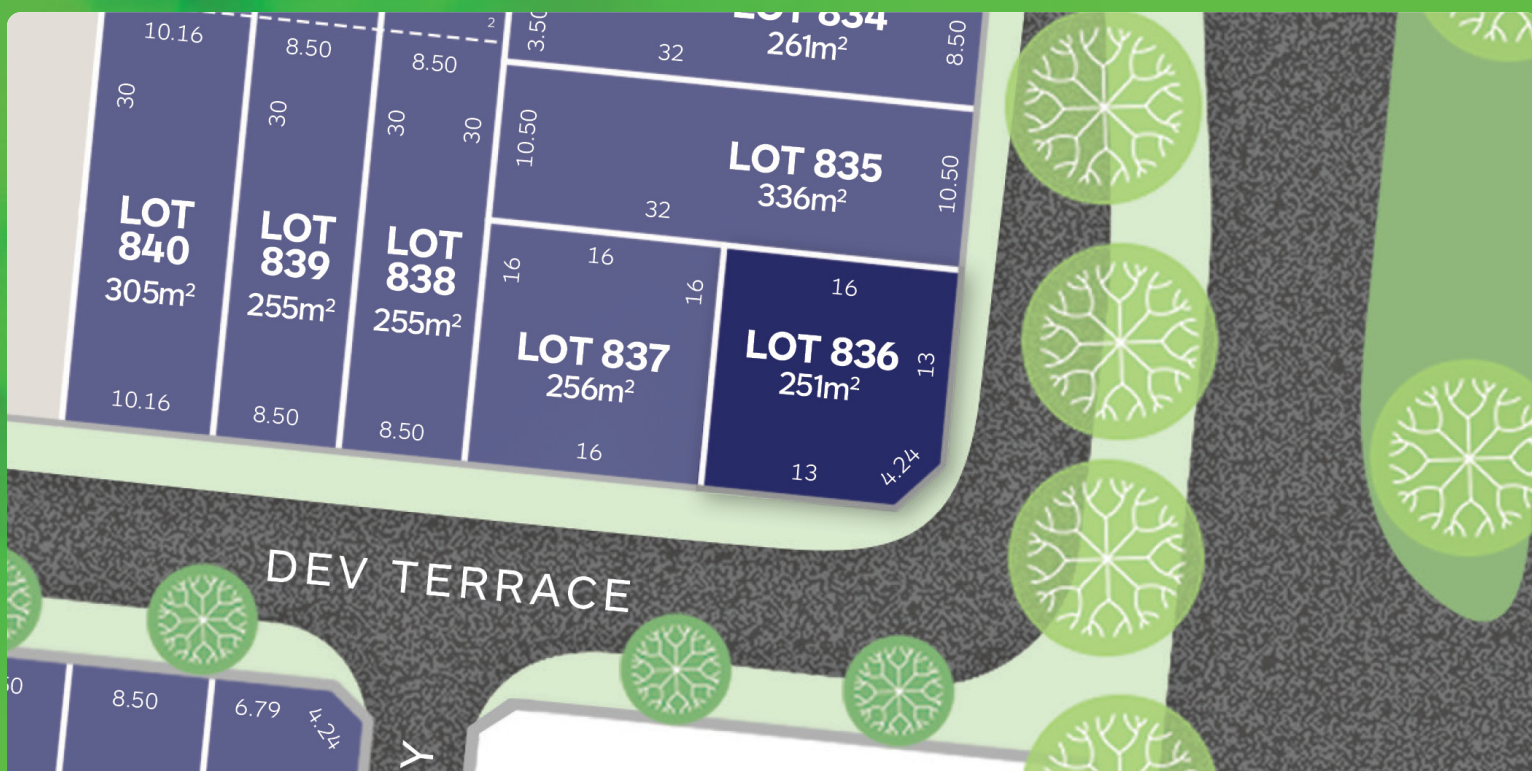 10.16
8.50
8.50
2
3.50
32
LOT 834
261m²
8.50
30
30
30
30
10.50
LOT 835
336m²
10.50
32
LOT
840
305m²
LOT
839
255m²
LOT
838
255m²
16
16
16
LOT 837
256m²
16
16
LOT 836
251m²
13
13
4.24
10.16
8.50
8.50
DEV TERRACE
8.50
6.79
4.24
Y